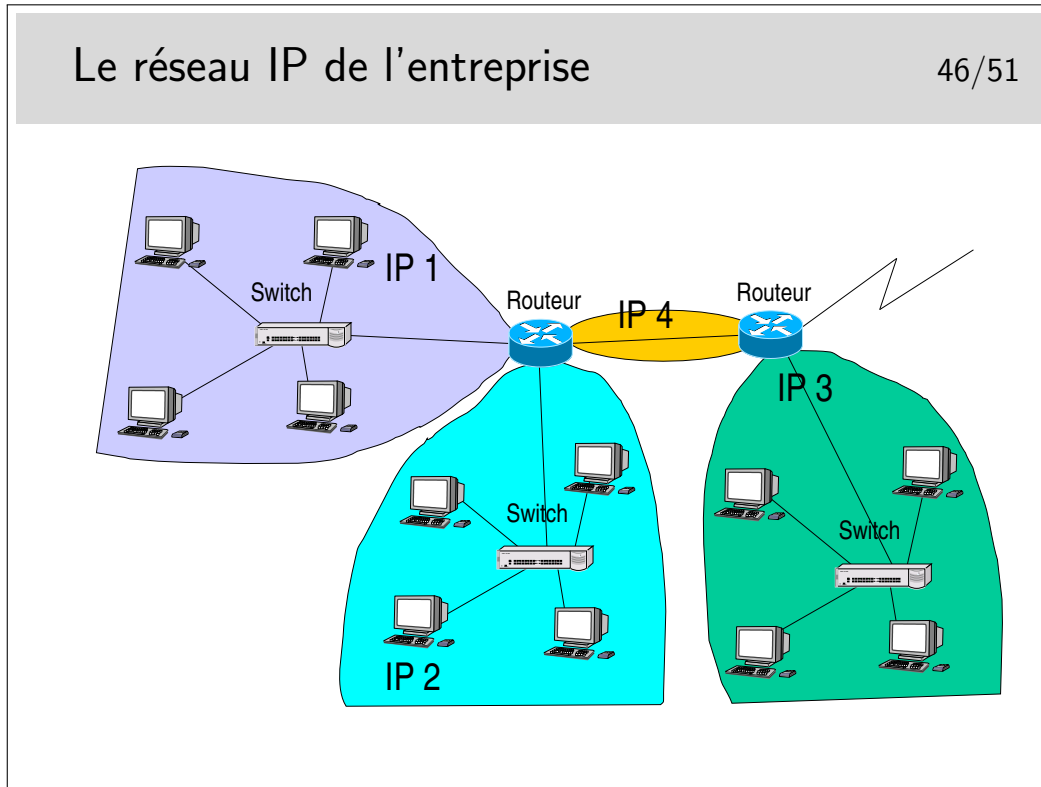 Le réseau IP de l'entreprise 46/51
IP 1
Switch
Routeur
IP 4
Routeur
IP 3
Switch
IP 2
Switch